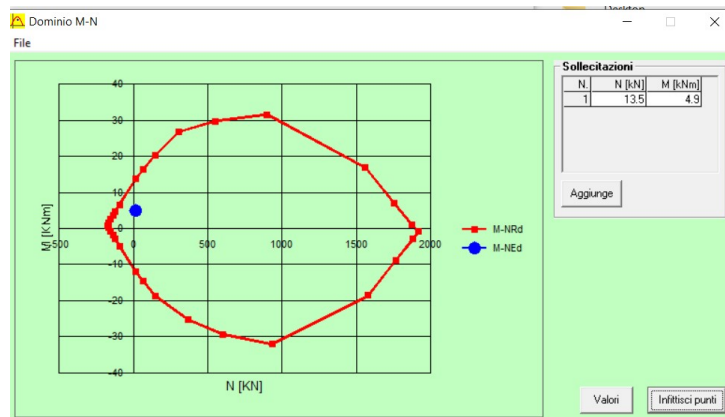 Desktop
Dominio M-N
File
Sollecitazioni
N. N [kN] M [kNm]
1 13.5 4.9
Aggiunge
40
30
20
10
0
-10
-20
-30
-40
-500 0 500 1000 1500 2000
M [KNm]
N [KN]
M-NRd
M-NEd
Valori
Infittisci punti